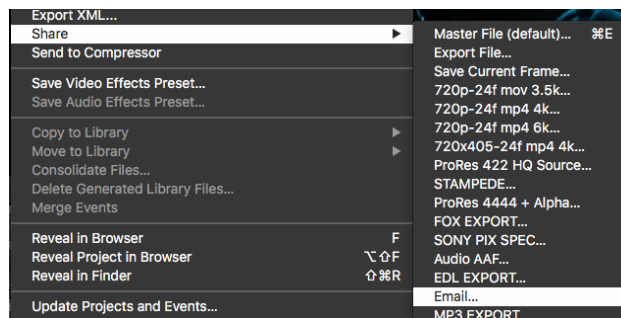 Export XML...
Share ▶
Send to Compressor
Save Video Effects Preset...
Save Audio Effects Preset...
Copy to Library ▶
Move to Library ▶
Consolidate Files...
Delete Generated Library Files...
Merge Events
Reveal in Browser F
Reveal Project in Browser ⌥⇧F
Reveal in Finder ⇧⌘R
Update Projects and Events...
Master File (default)... ⌘E
Export File...
Save Current Frame...
720p-24f mov 3.5k...
720p-24f mp4 4k...
720p-24f mp4 6k...
720x405-24f mp4 4k...
ProRes 422 HQ Source...
STAMPEDE...
ProRes 4444 + Alpha...
FOX EXPORT...
SONY PIX SPEC...
Audio AAF...
EDL EXPORT...
Email...
MP3 EXPORT